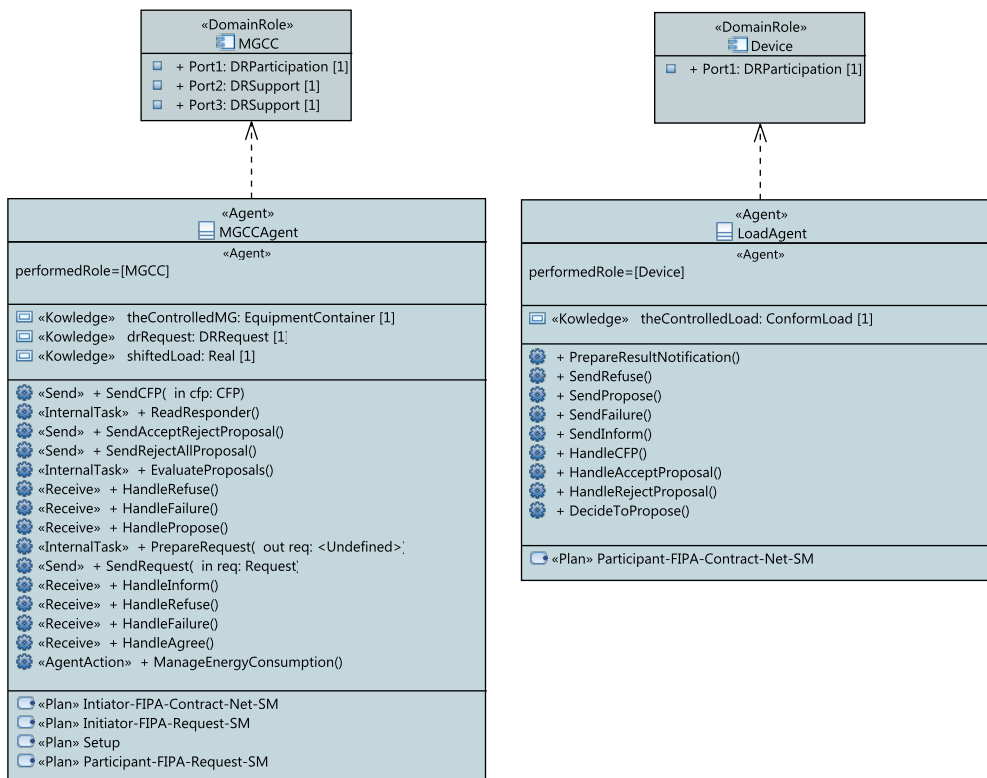 «DomainRole»
MGCC
+ Port1: DRParticipation [1]
+ Port2: DRSupport [1]
+ Port3: DRSupport [1]
«DomainRole»
Device
+ Port1: DRParticipation [1]
«Agent»
MGCCAgent
«Agent»
performedRole=[MGCC]
«Kowledge» theControlledMG: EquipmentContainer [1]
«Kowledge» drRequest: DRRequest [1]
«Kowledge» shiftedLoad: Real [1]
«Send» + SendCFP( in cfp: CFP)
«InternalTask» + ReadResponder()
«Send» + SendAcceptRejectProposal()
«Send» + SendRejectAllProposal()
«InternalTask» + EvaluateProposals()
«Receive» + HandleRefuse()
«Receive» + HandleFailure()
«Receive» + HandlePropose()
«InternalTask» + PrepareRequest( out req: <Undefined>)
«Send» + SendRequest( in req: Request)
«Receive» + HandleInform()
«Receive» + HandleRefuse()
«Receive» + HandleFailure()
«Receive» + HandleAgree()
«AgentAction» + ManageEnergyConsumption()
«Plan» Intiator-FIPA-Contract-Net-SM
«Plan» Initiator-FIPA-Request-SM
«Plan» Setup
«Plan» Participant-FIPA-Request-SM
«Agent»
LoadAgent
«Agent»
performedRole=[Device]
«Kowledge» theControlledLoad: ConformLoad [1]
+ PrepareResultNotification()
+ SendRefuse()
+ SendPropose()
+ SendFailure()
+ SendInform()
+ HandleCFP()
+ HandleAcceptProposal()
+ HandleRejectProposal()
+ DecideToPropose()
«Plan» Participant-FIPA-Contract-Net-SM